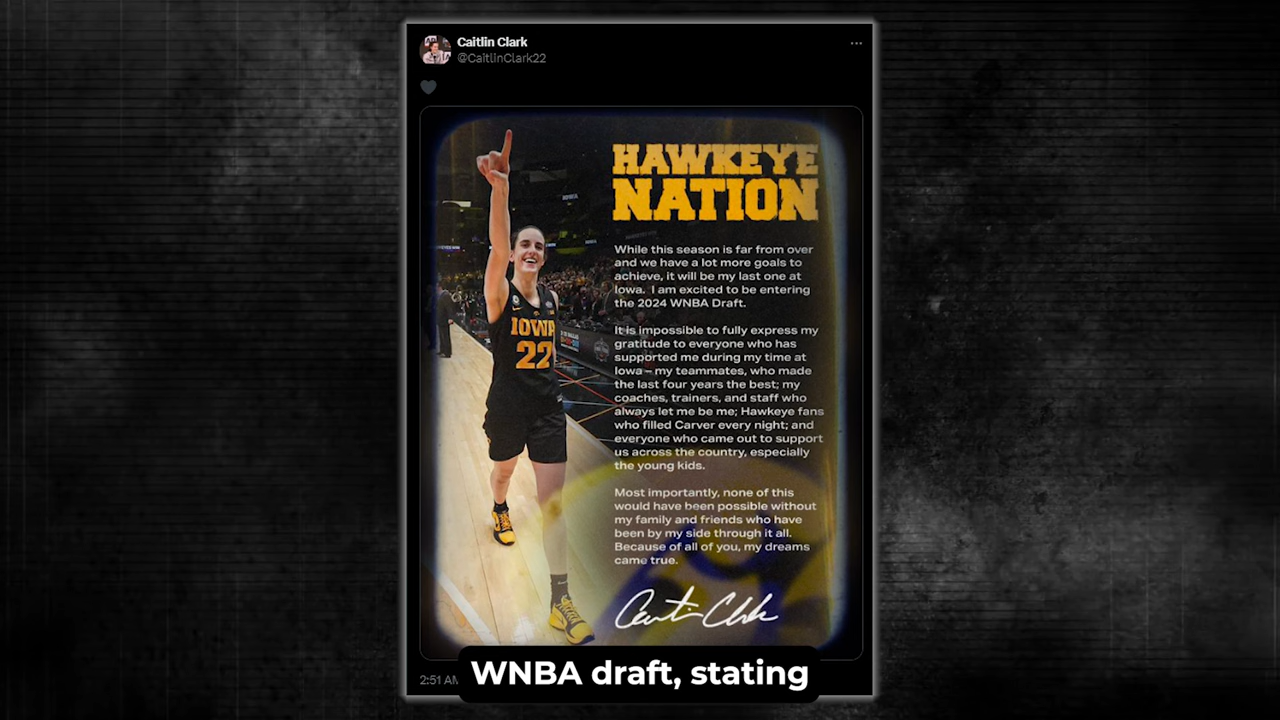 Caitlin Clark
@CaitlinClark22
HAWKEYE
NATION
While this season is far from over
and we have a lot more goals to
achieve, it will be my last one at
Iowa. I am excited to be entering
the 2024 WNBA Draft.
It is impossible to fully express my
gratitude to everyone who has
supported me during my time at
Iowa – my teammates, who made
the last four years the best; my
coaches, trainers, and staff who
always let me be me; Hawkeye fans
who filled Carver every night; and
everyone who came out to support
us across the country, especially
the young kids.
Most importantly, none of this
would have been possible without
my family and friends who have
been by my side through it all.
Because of all of you, my dreams
came true.
IOWA
22
Caitlin Clark
2:51 AM
WNBA draft, stating